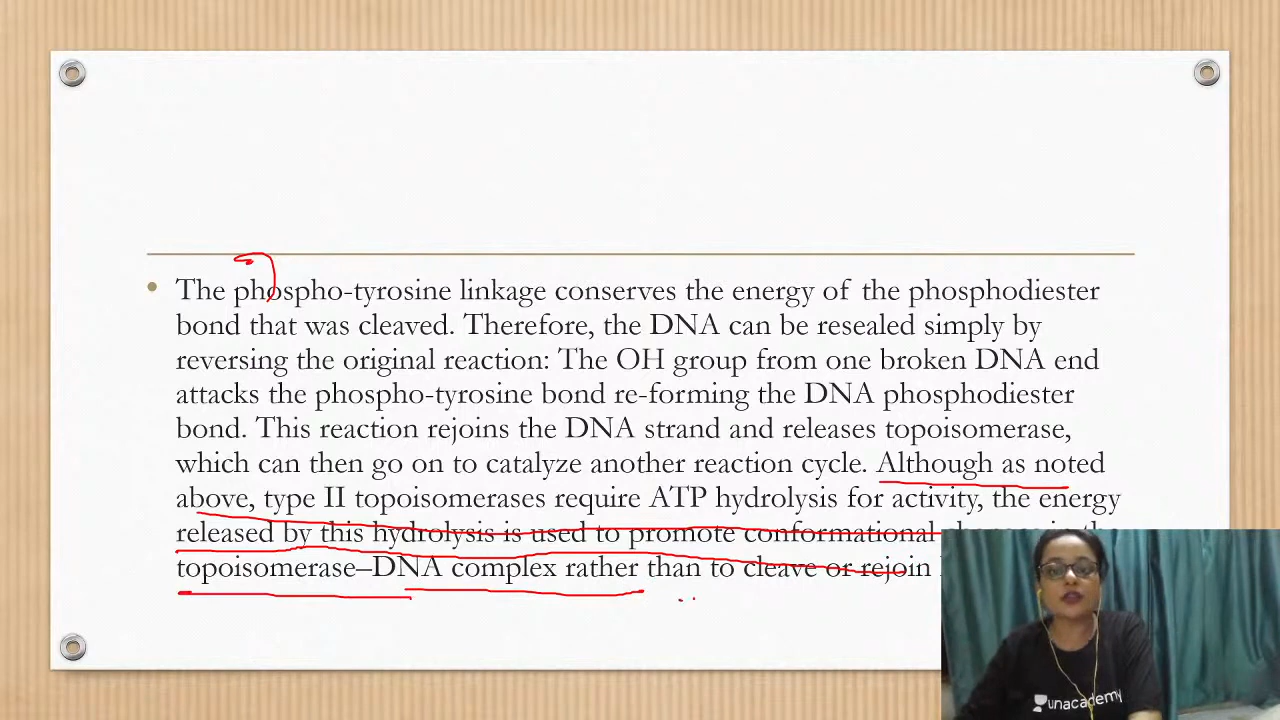 The phospho-tyrosine linkage conserves the energy of the phosphodiester
bond that was cleaved. Therefore, the DNA can be resealed simply by
reversing the original reaction: The OH group from one broken DNA end
attacks the phospho-tyrosine bond re-forming the DNA phosphodiester
bond. This reaction rejoins the DNA strand and releases topoisomerase,
which can then go on to catalyze another reaction cycle. Although as noted
above, type II topoisomerases require ATP hydrolysis for activity, the energy
released by this hydrolysis is used to promote conformational
topoisomerase–DNA complex rather than to cleave or rejoin
unacademy